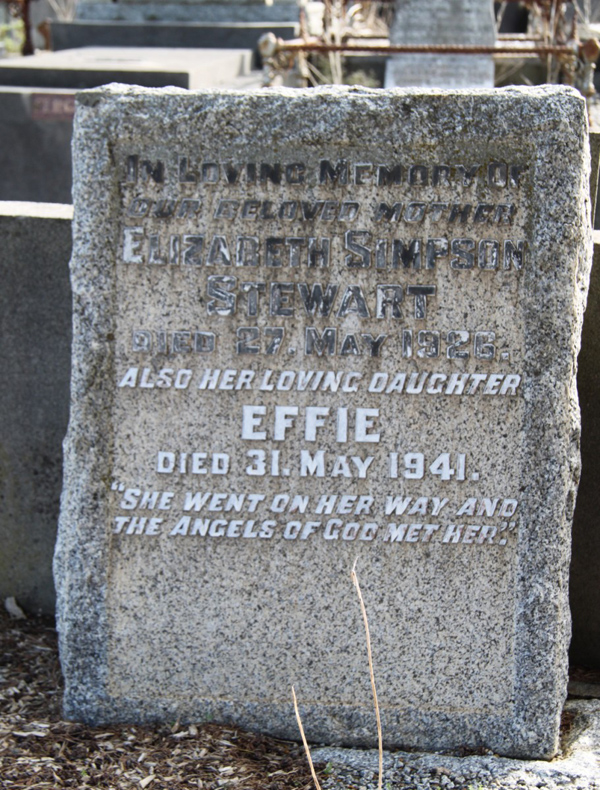 In Loving Memory Of
Our Beloved Mother
Elizabeth Simpson
Stewart
Died 27. May 1926.
Also Her Loving Daughter
EFFIE
Died 31. May 1941.
"She went on her way and
the Angels of God met her."